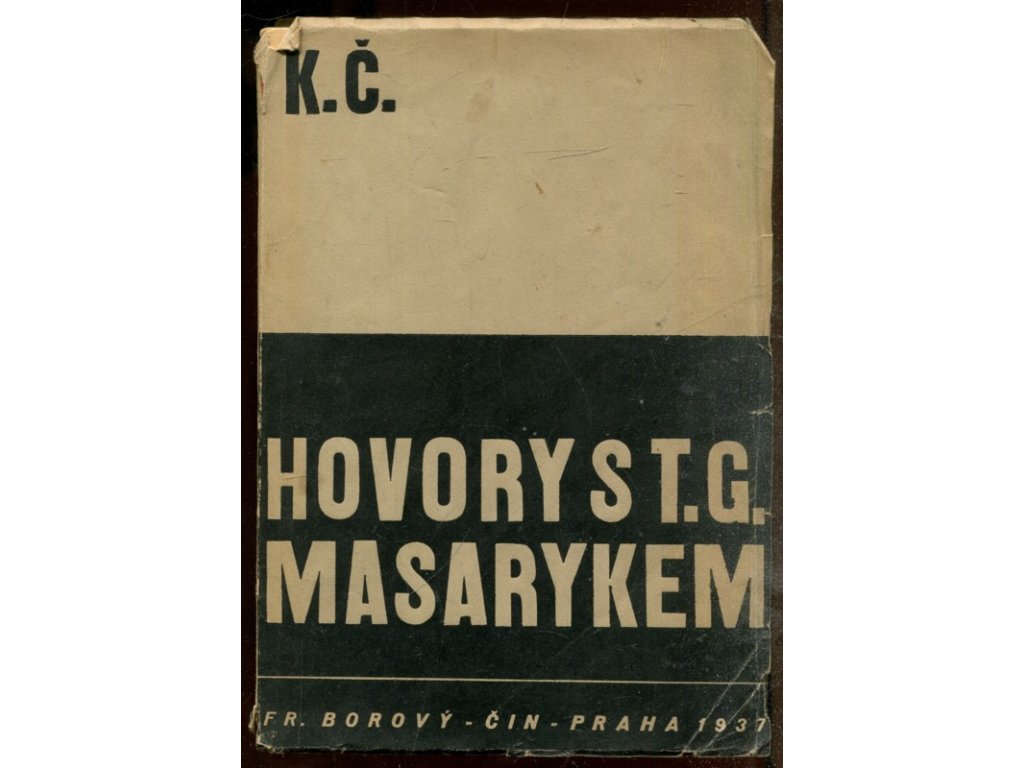 K.Č.
HOVORY S T.G.
MASARYKEM
FR. BOROVÝ - ČIN - PRAHA 1937